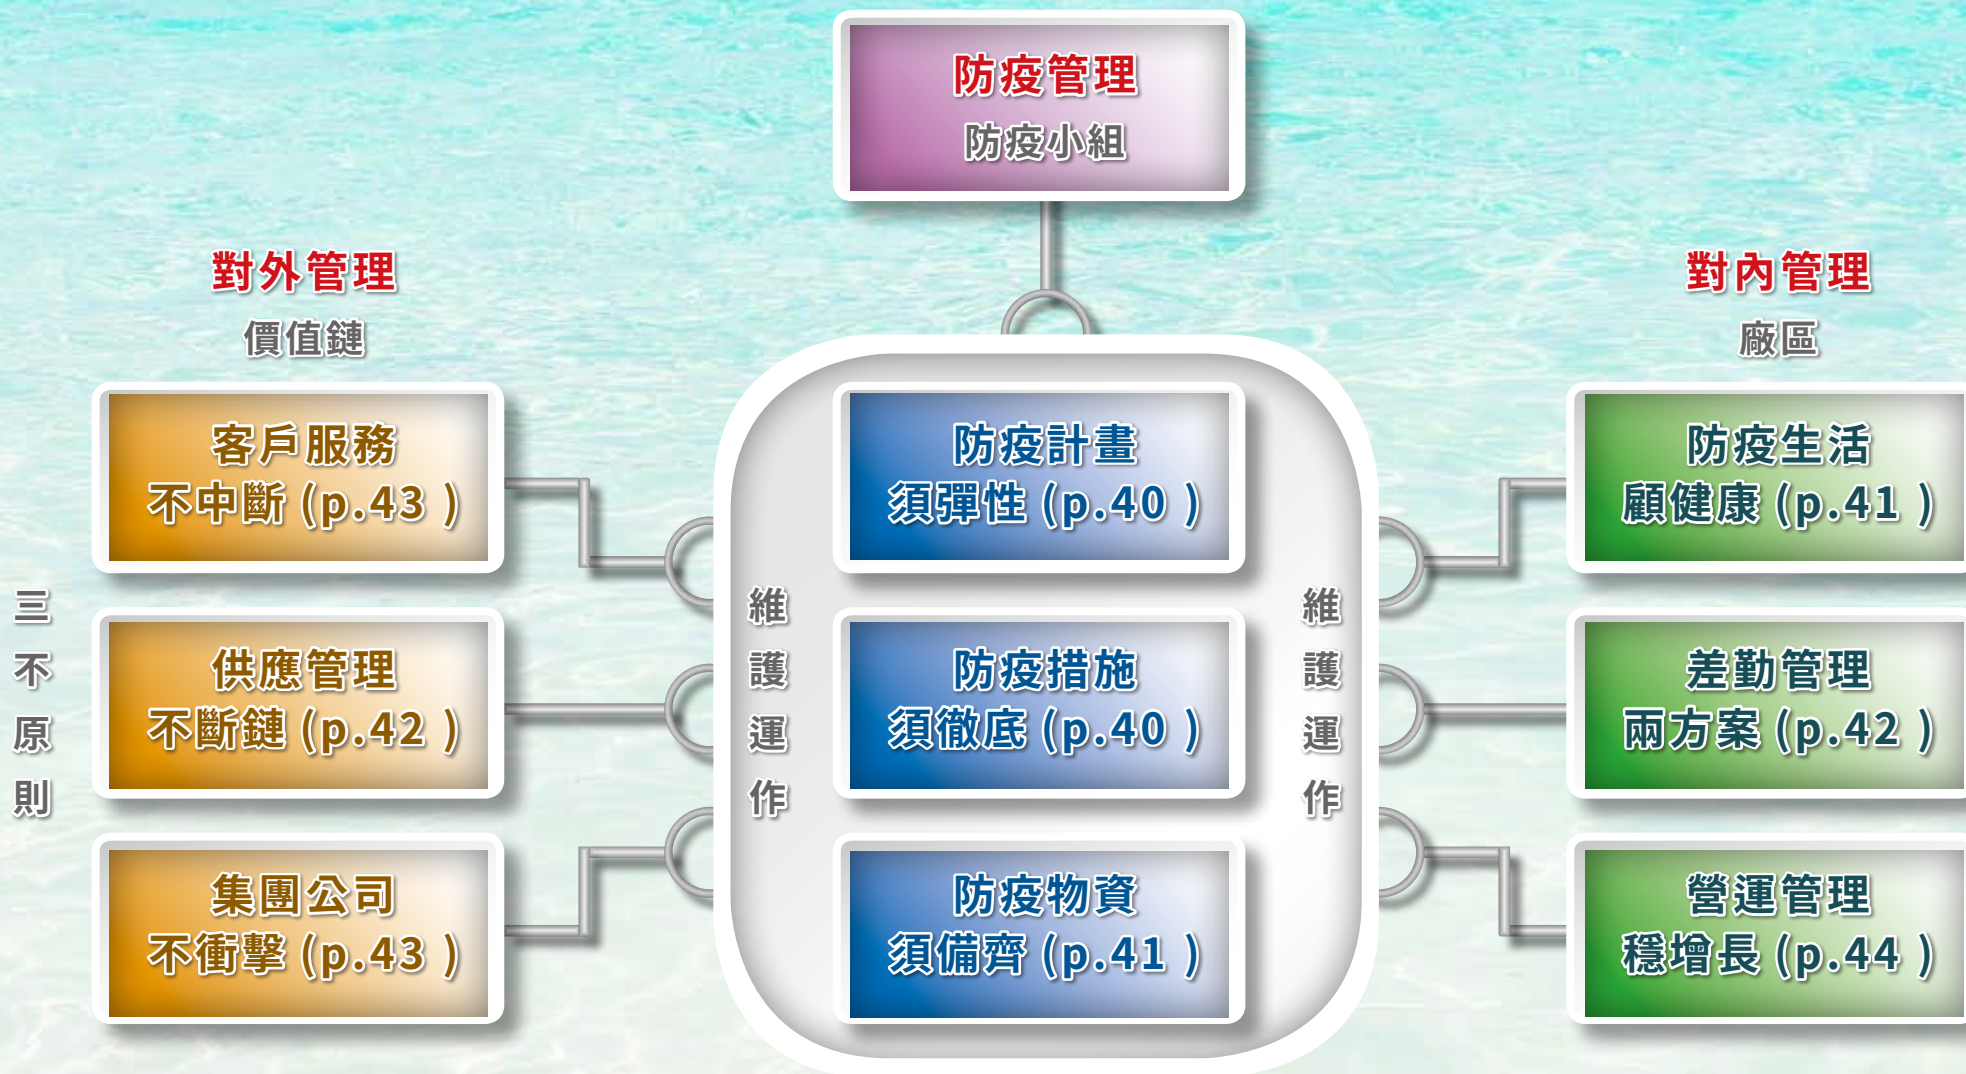 防疫管理
防疫小組
對外管理
價值鏈
三不原則
客戶服務
不中斷 (p.43 )
供應管理
不斷鏈 (p.42 )
集團公司
不衝擊 (p.43 )
維護運作
防疫計畫
須彈性 (p.40 )
防疫措施
須徹底 (p.40 )
防疫物資
須備齊 (p.41 )
維護運作
對內管理
廠區
防疫生活
顧健康 (p.41 )
差勤管理
兩方案 (p.42 )
營運管理
穩增長 (p.44 )